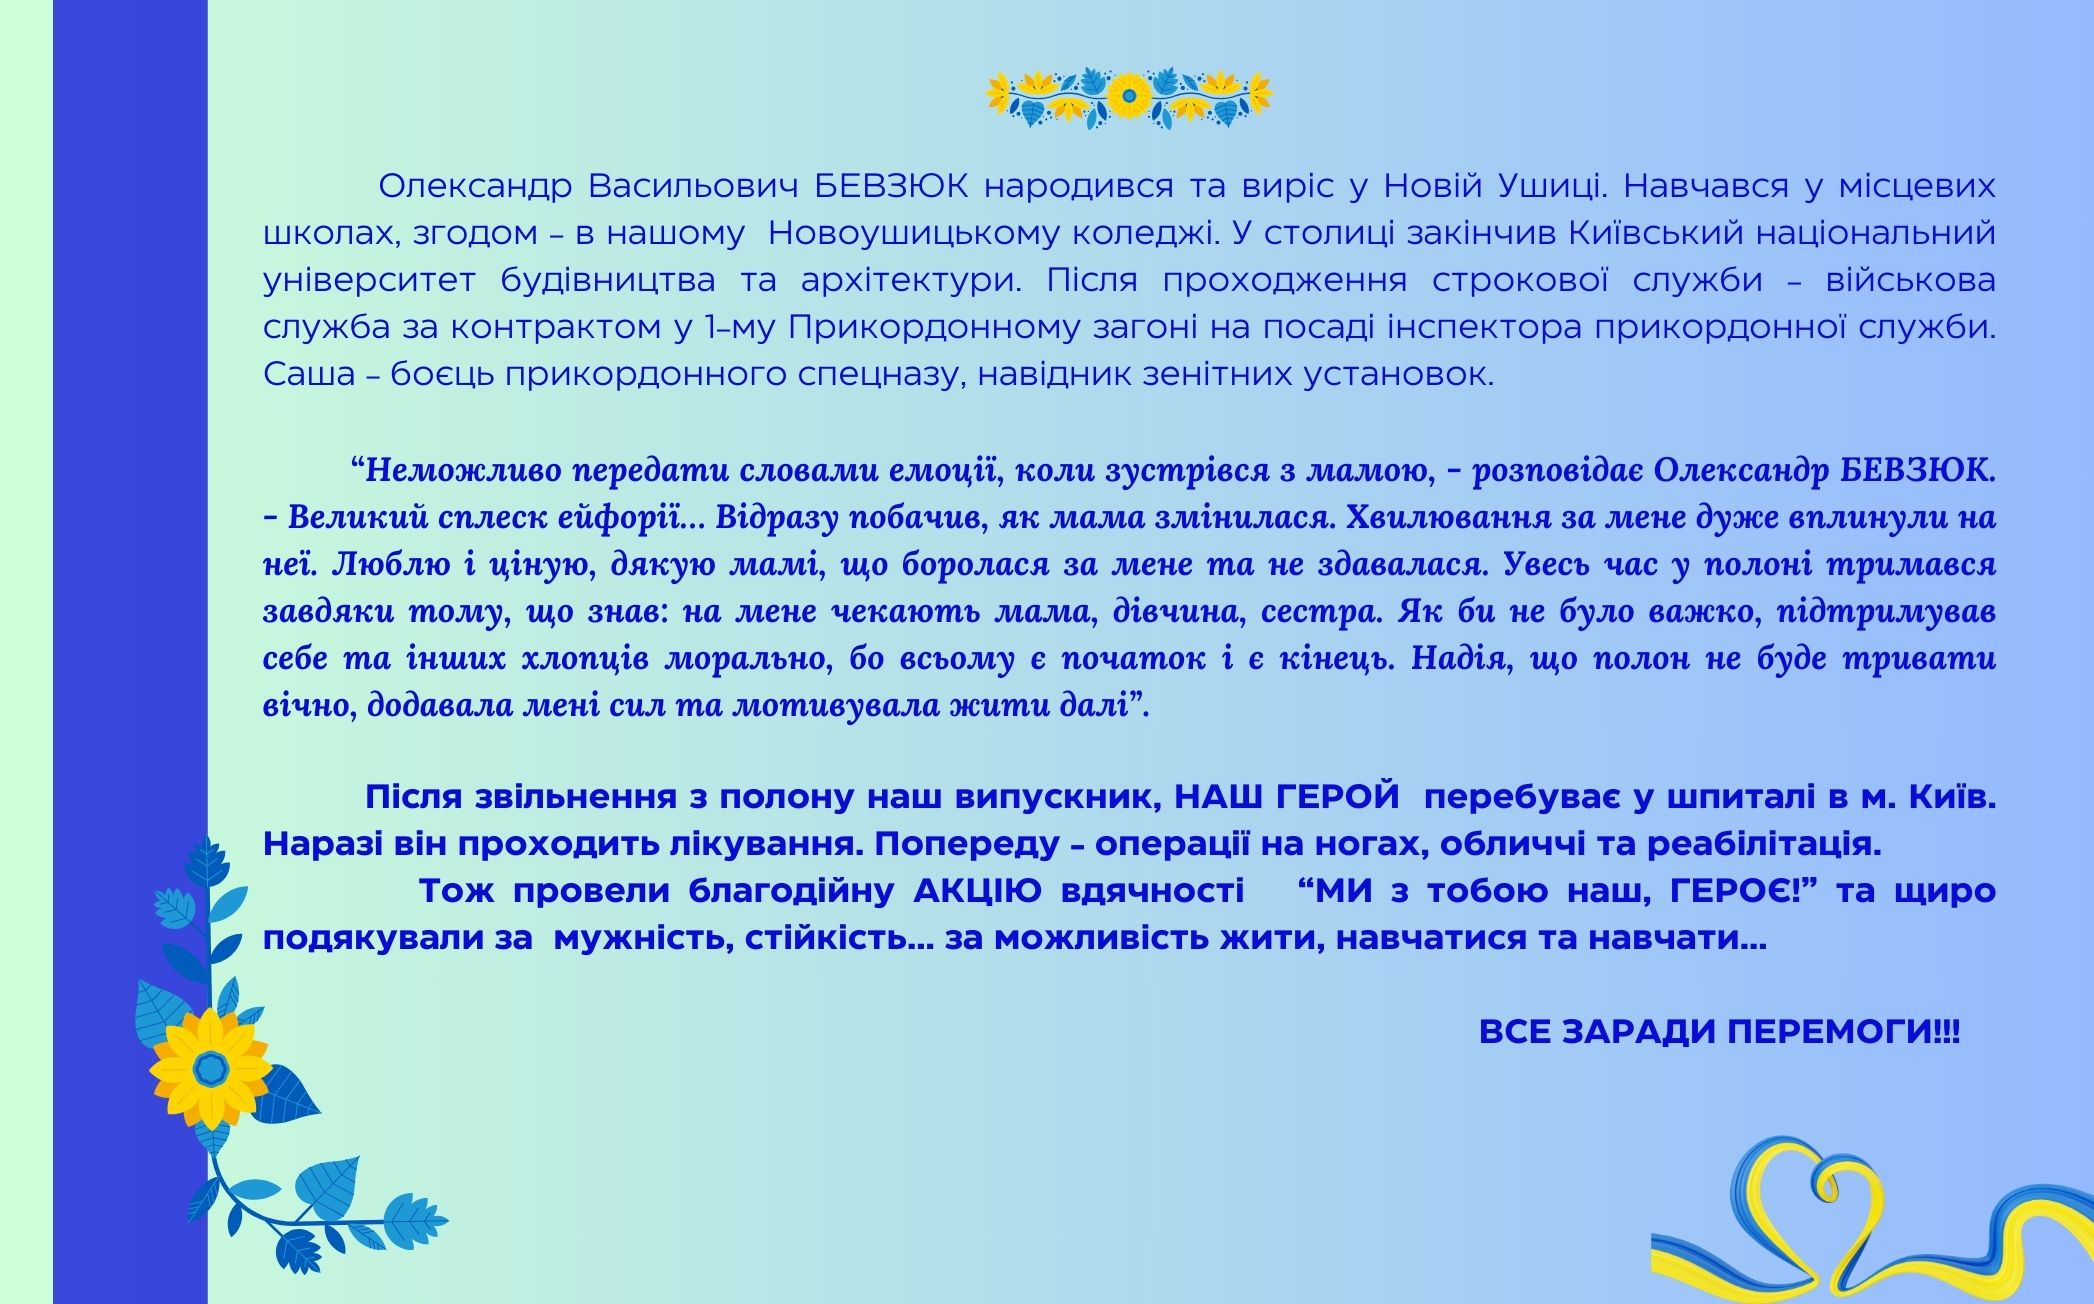 Олександр Васильович БЕВЗЮК народився та виріс у Новій Ушиці. Навчався у місцевих
школах, згодом – в нашому Новоушицькому коледжі. У столиці закінчив Київський національний
університет будівництва та архітектури. Після проходження строкової служби – військова
служба за контрактом у 1-му Прикордонному загоні на посаді інспектора прикордонної служби.
Саша – боєць прикордонного спецназу, навідник зенітних установок.
“Неможливо передати словами емоції, коли зустрівся з мамою, – розповідає Олександр БЕВЗЮК.
– Великий сплеск ейфорії... Відразу побачив, як мама змінилася. Хвилювання за мене дуже вплинули на
неї. Люблю і ціную, дякую мамі, що боролася за мене та не здавалася. Увесь час у полоні тримався
завдяки тому, що знав: на мене чекають мама, дівчина, сестра. Як би не було важко, підтримував
себе та інших хлопців морально, бо всьому є початок і є кінець. Надія, що полон не буде тривати
вічно, додавала мені сил та мотивувала жити далі”.
Після звільнення з полону наш випускник, НАШ ГЕРОЙ перебуває у шпиталі в м. Київ.
Наразі він проходить лікування. Попереду – операції на ногах, обличчі та реабілітація.
Тож провели благодійну АКЦІЮ вдячності “МИ з тобою наш, ГЕРОЄ!” та щиро
подякували за мужність, стійкість... за можливість жити, навчатися та навчати...
ВСЕ ЗАРАДИ ПЕРЕМОГИ!!!